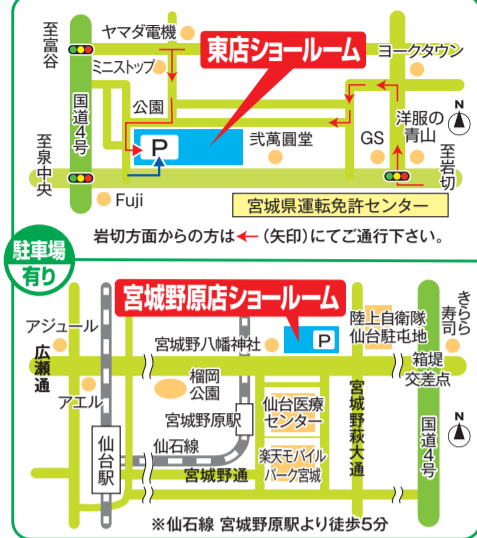 至富谷
ヤマダ電機
東店ショールーム
ヨークタウン
ミニストップ
国道4号
公園
P
弐萬圓堂
GS
洋服の
青山
N
至泉中央
至岩切
Fuji
宮城県運転免許センター
岩切方面からの方は←(矢印)にてご通行下さい。
駐車場
有り
宮城野原店ショールーム
アジュール
宮城野八幡神社
P
陸上自衛隊
仙台駐屯地
きらら
寿司
広瀬通
箱堤
交差点
アエル
榴岡
公園
宮城野原駅
仙台医療
センター
宮城野萩大通
国道4号
N
仙台駅
仙石線
宮城野通
楽天モバイル
パーク宮城
※仙石線 宮城野原駅より徒歩5分